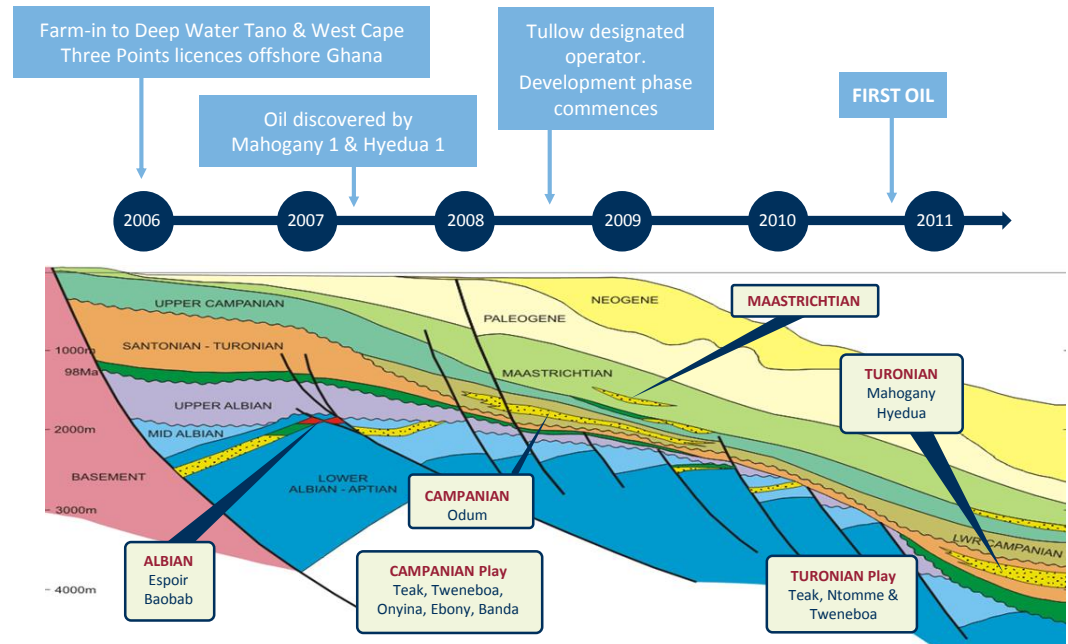 Farm-in to Deep Water Tano & West Cape
Three Points licences offshore Ghana
Oil discovered by
Mahogany 1 & Hyedua 1
Tullow designated
operator.
Development phase
commences
FIRST OIL
2006
2007
2008
2009
2010
2011
NEOGENE
PALEOGENE
UPPER CAMPANIAN
MAASTRICHTIAN
SANTONIAN - TURONIAN
MAASTRICHTIAN
1000m
98Ma
TURONIAN
Mahogany
Hyedua
UPPER ALBIAN
2000m
MID ALBIAN
BASEMENT
LOWER
ALBIAN - APTIAN
CAMPANIAN
Odum
3000m
LWR CAMPANIAN
ALBIAN
Espoir
Baobab
CAMPANIAN Play
Teak, Tweneboa,
Onyina, Ebony, Banda
TURONIAN Play
Teak, Ntomme &
Tweneboa
4000m